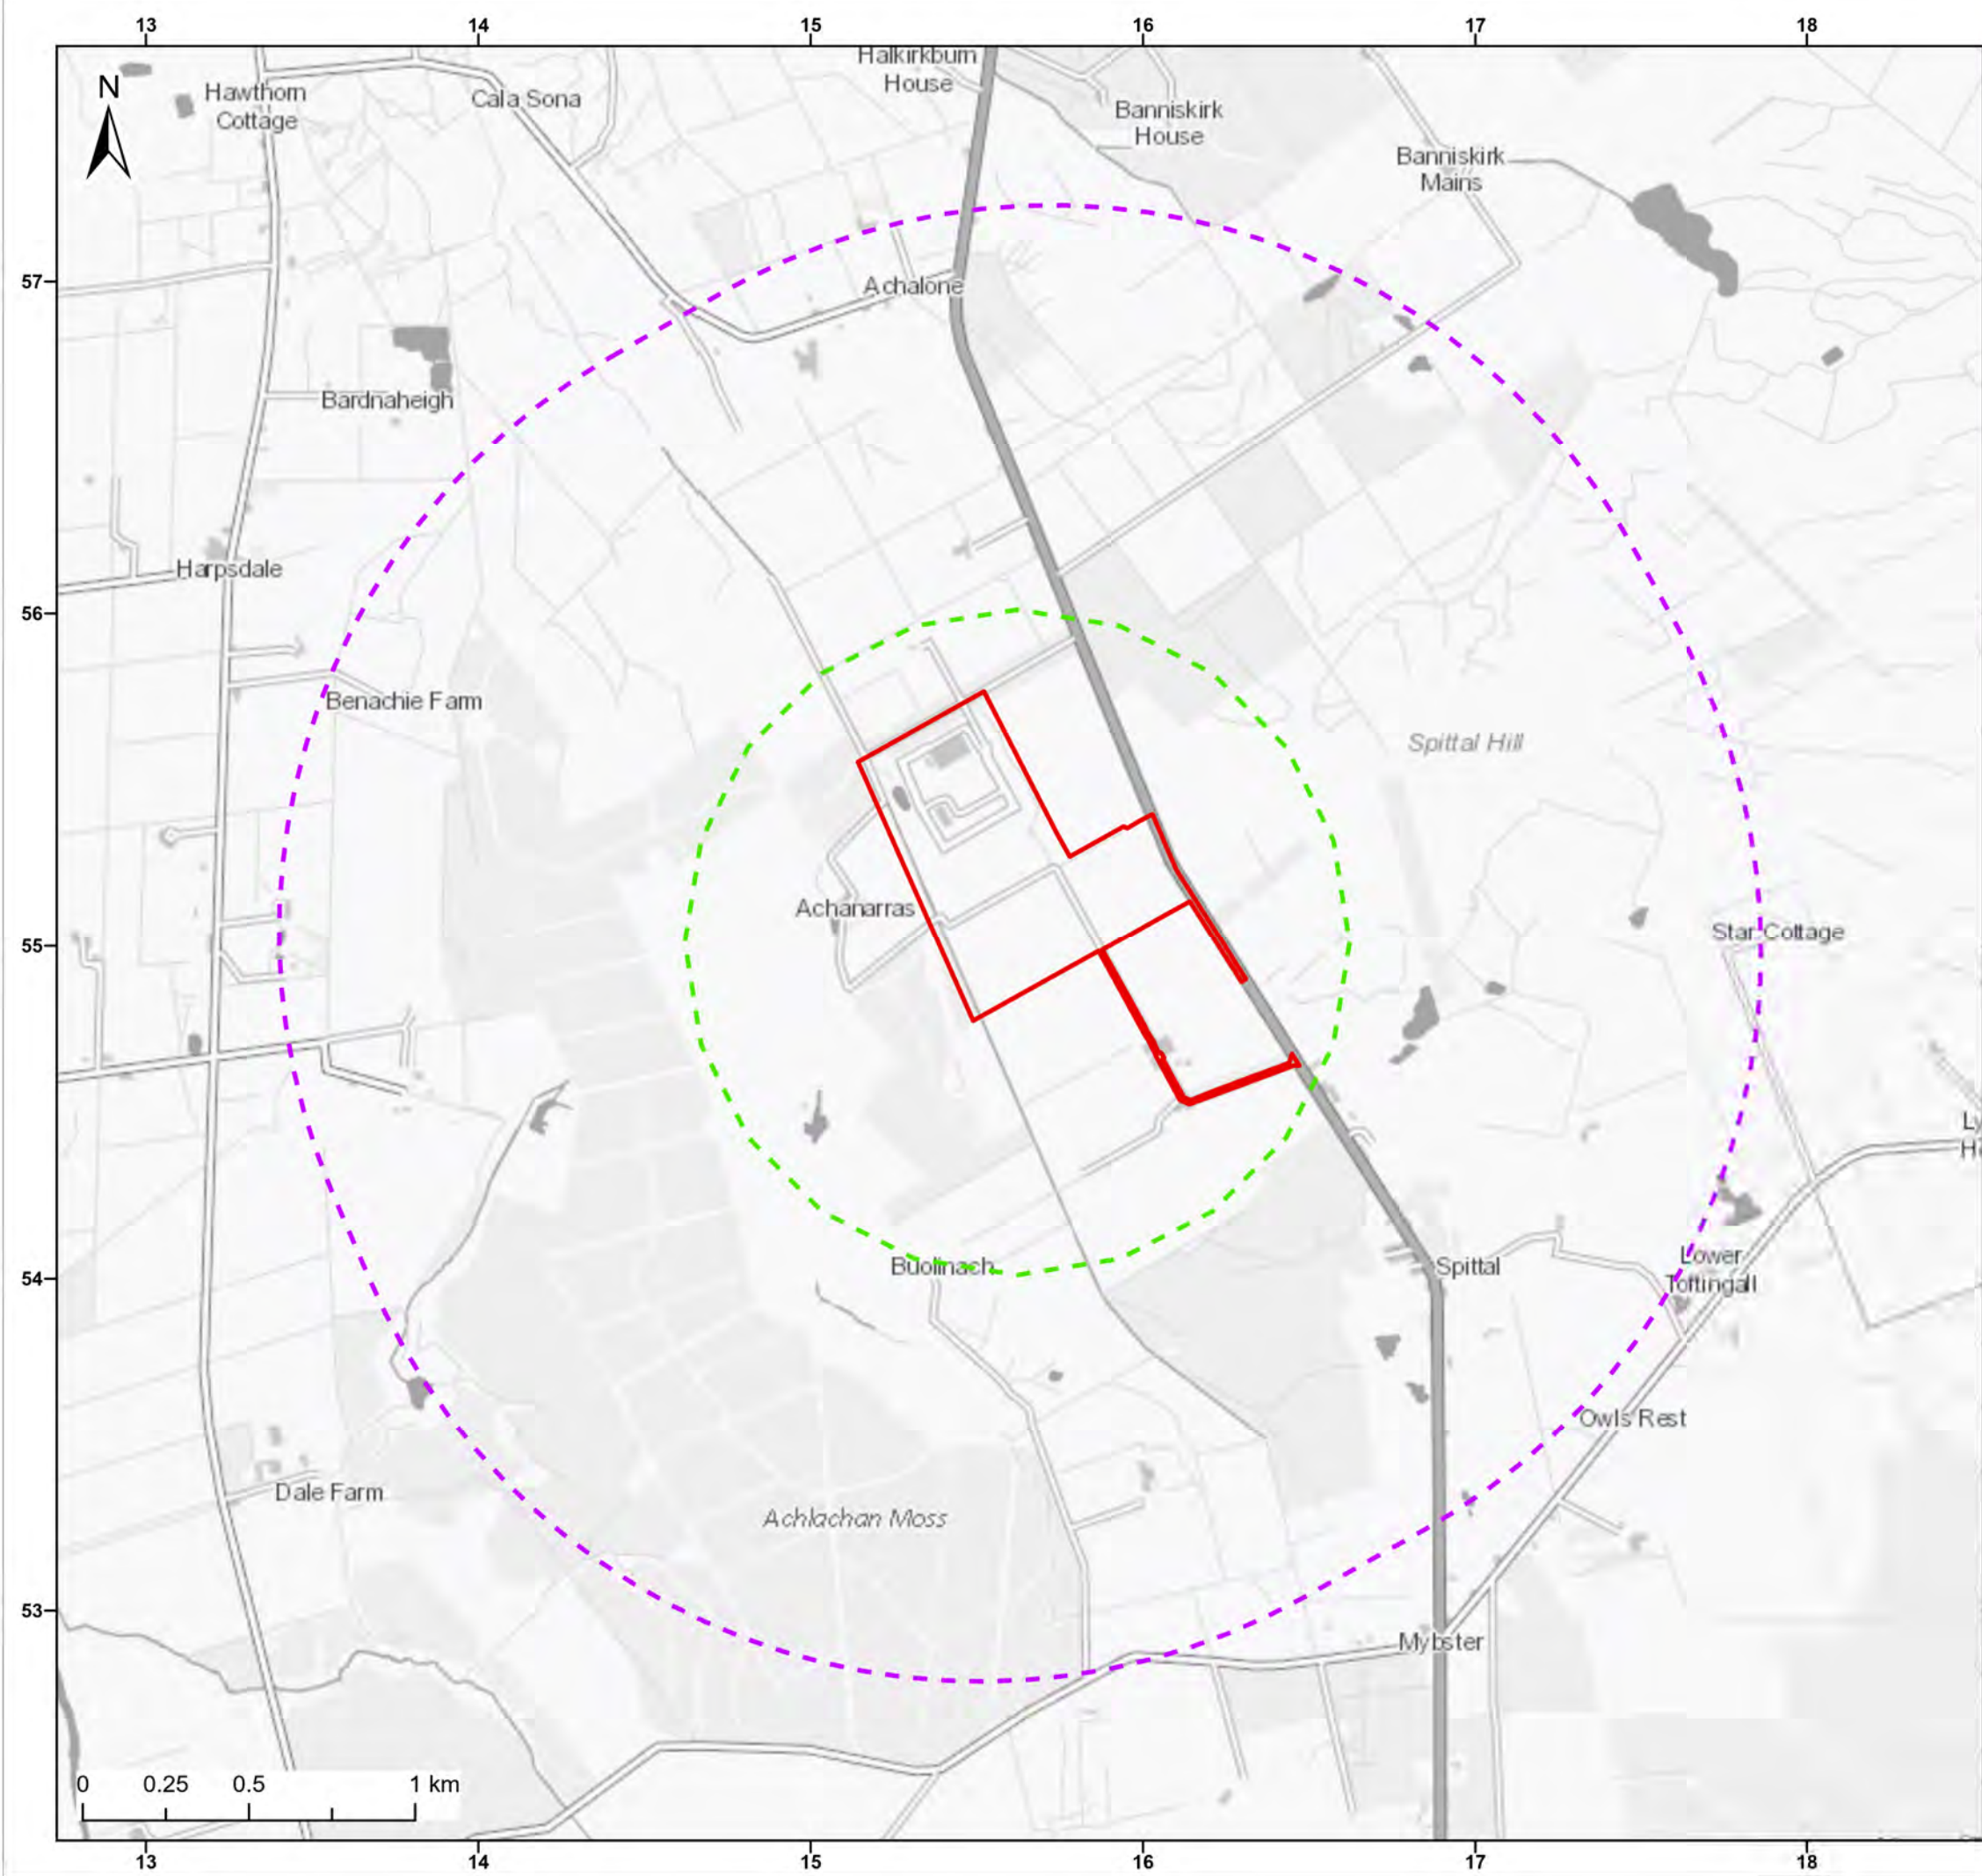 13 14 15 16 17 18
Halkirkburn
House
N
Hawthorn
Cottage
Cala Sona
Banniskirk
House
Banniskirk
Mains
57
Achalone
Bardnaheigh
Harpsdale
56
Benachie Farm
Spittal Hill
Achanarras
Star Cottage
55
Buolinach
54
Spittal
Lower
Toftingall
Owls Rest
Dale Farm
Achlachan Moss
53
Mybster
0 0.25 0.5 1 km
13 14 15 16 17 18